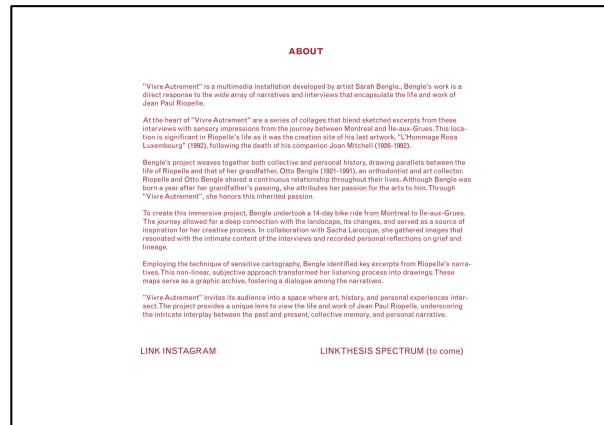 ABOUT
"Vivre Autrement" is a multimedia installation developed by artist Sarah Bengle., Bengle's work is a
direct response to the wide array of narratives and interviews that encapsulate the life and work of
Jean Paul Riopelle.
At the heart of "Vivre Autrement" are a series of collages that blend sketched excerpts from these
interviews with sensory impressions from the journey between Montreal and Île-aux-Grues. This loca-
tion is significant in Riopelle's life as it was the creation site of his last artwork, "L'Hommage Rosa
Luxembourg" (1992), following the death of his companion Joan Mitchell (1926-1992).
Bengle's project weaves together both collective and personal history, drawing parallels between the
life of Riopelle and that of her grandfather, Otto Bengle (1921-1991), an orthodontist and art collector.
Riopelle and Otto Bengle shared a continuous relationship throughout their lives. Although Bengle was
born a year after her grandfather's passing, she attributes her passion for the arts to him. Through
"Vivre Autrement", she honors this inherited passion.
To create this immersive project, Bengle undertook a 14-day bike ride from Montreal to Île-aux-Grues.
The journey allowed for a deep connection with the landscape, its changes, and served as a source of
inspiration for her creative process. In collaboration with Sacha Larocque, she gathered images that
resonated with the intimate content of the interviews and recorded personal reflections on grief and
lineage.
Employing the technique of sensitive cartography, Bengle identified key excerpts from Riopelle's narra-
tives. This non-linear, subjective approach transformed her listening process into drawings. These
maps serve as a graphic archive, fostering a dialogue among the narratives.
"Vivre Autrement" invites its audience into a space where art, history, and personal experiences inter-
sect. The project provides a unique lens to view the life and work of Jean Paul Riopelle, underscoring
the intricate interplay between the past and present, collective memory, and personal narrative.
LINK INSTAGRAM
LINK THESIS SPECTRUM (to come)